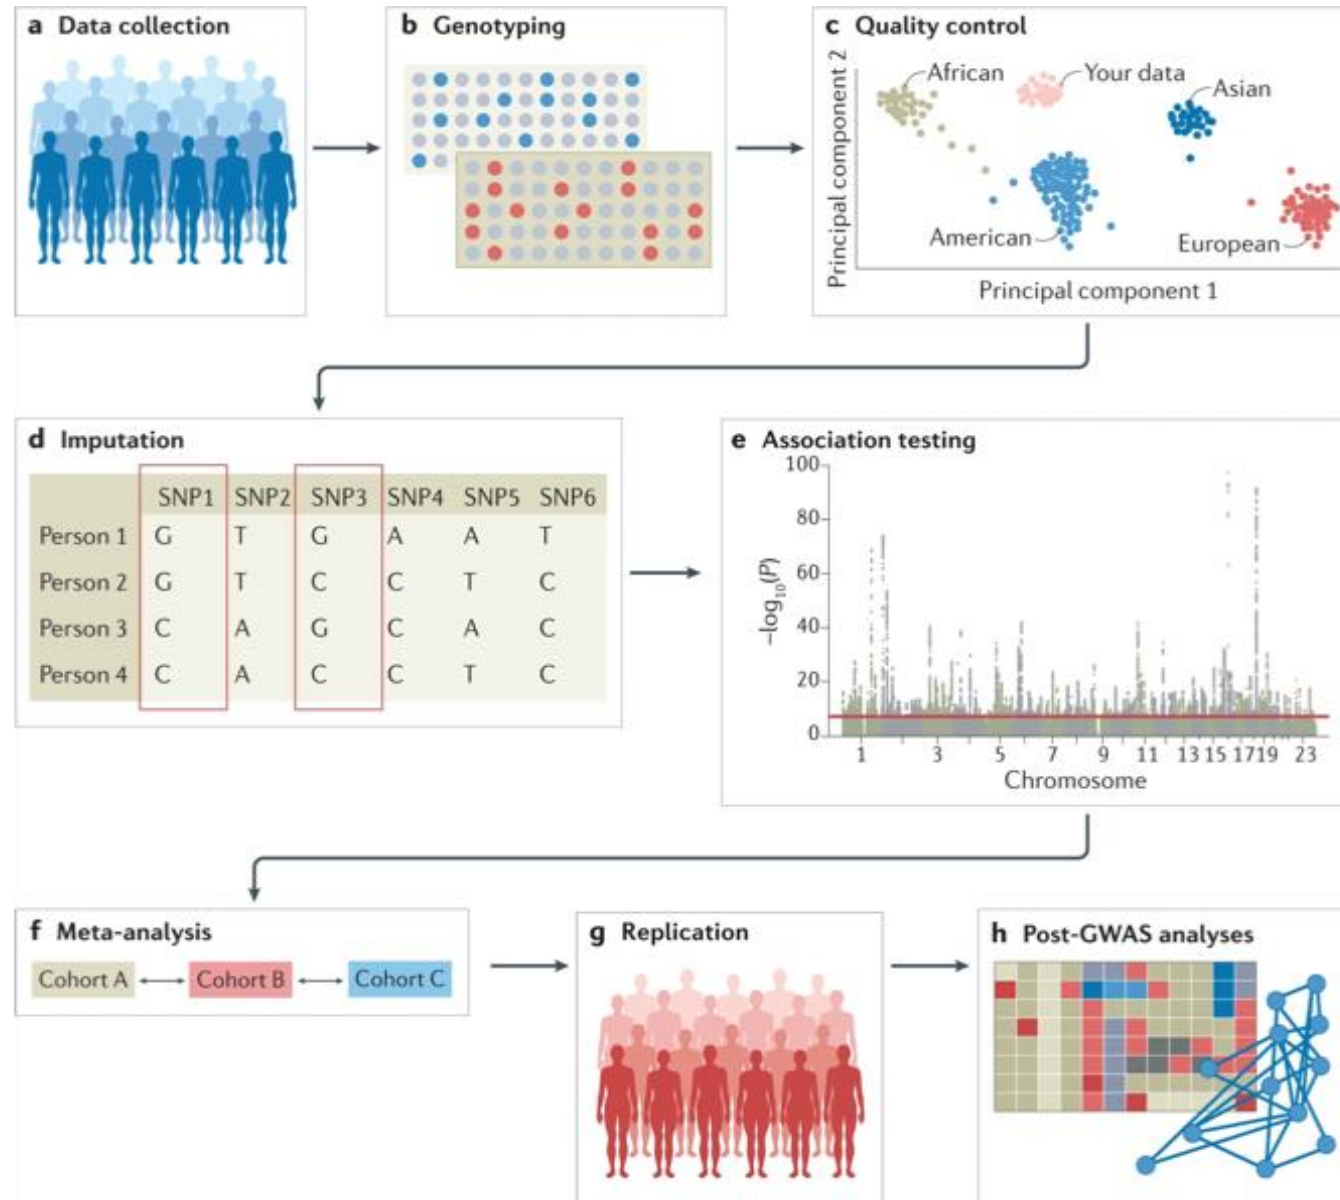 a Data collection
b Genotyping
c Quality control
Principal component 2
African
Your data
Asian
American
European
Principal component 1
d Imputation
SNP1 SNP2 SNP3 SNP4 SNP5 SNP6
Person 1 G T G A A T
Person 2 G T C C T C
Person 3 C A G C A C
Person 4 C A C C T C
e Association testing
100
80
60
40
20
0
–log₁₀(P)
1 3 5 7 9 11 13 15 17 19 23
Chromosome
f Meta-analysis
Cohort A Cohort B Cohort C
g Replication
h Post-GWAS analyses